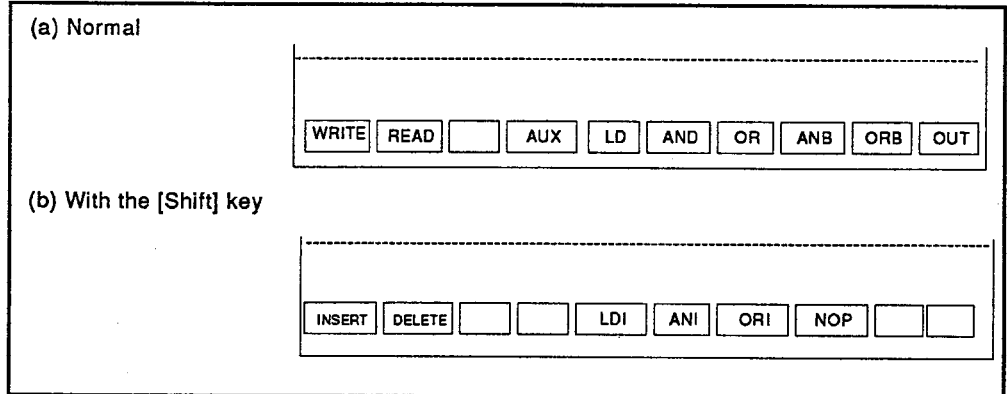 (a) Normal
WRITE READ AUX LD AND OR ANB ORB OUT
(b) With the [Shift] key
INSERT DELETE LDI ANI ORI NOP